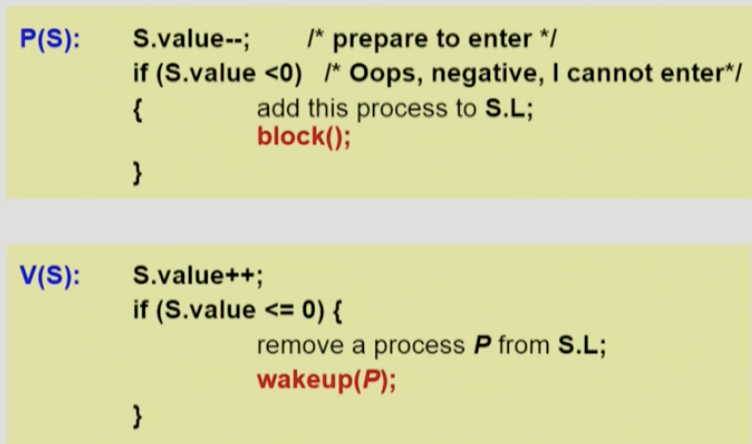 P(S): S.value--; /* prepare to enter */
if (S.value <0) /* Oops, negative, I cannot enter*/
{ add this process to S.L;
block();
}
V(S): S.value++;
if (S.value <= 0) {
remove a process P from S.L;
wakeup(P);
}